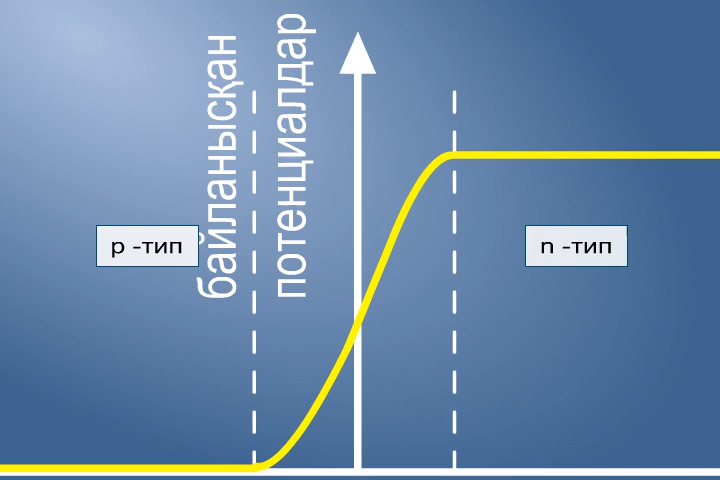 байланысқан
потенциалдар
р -тип
n -тип